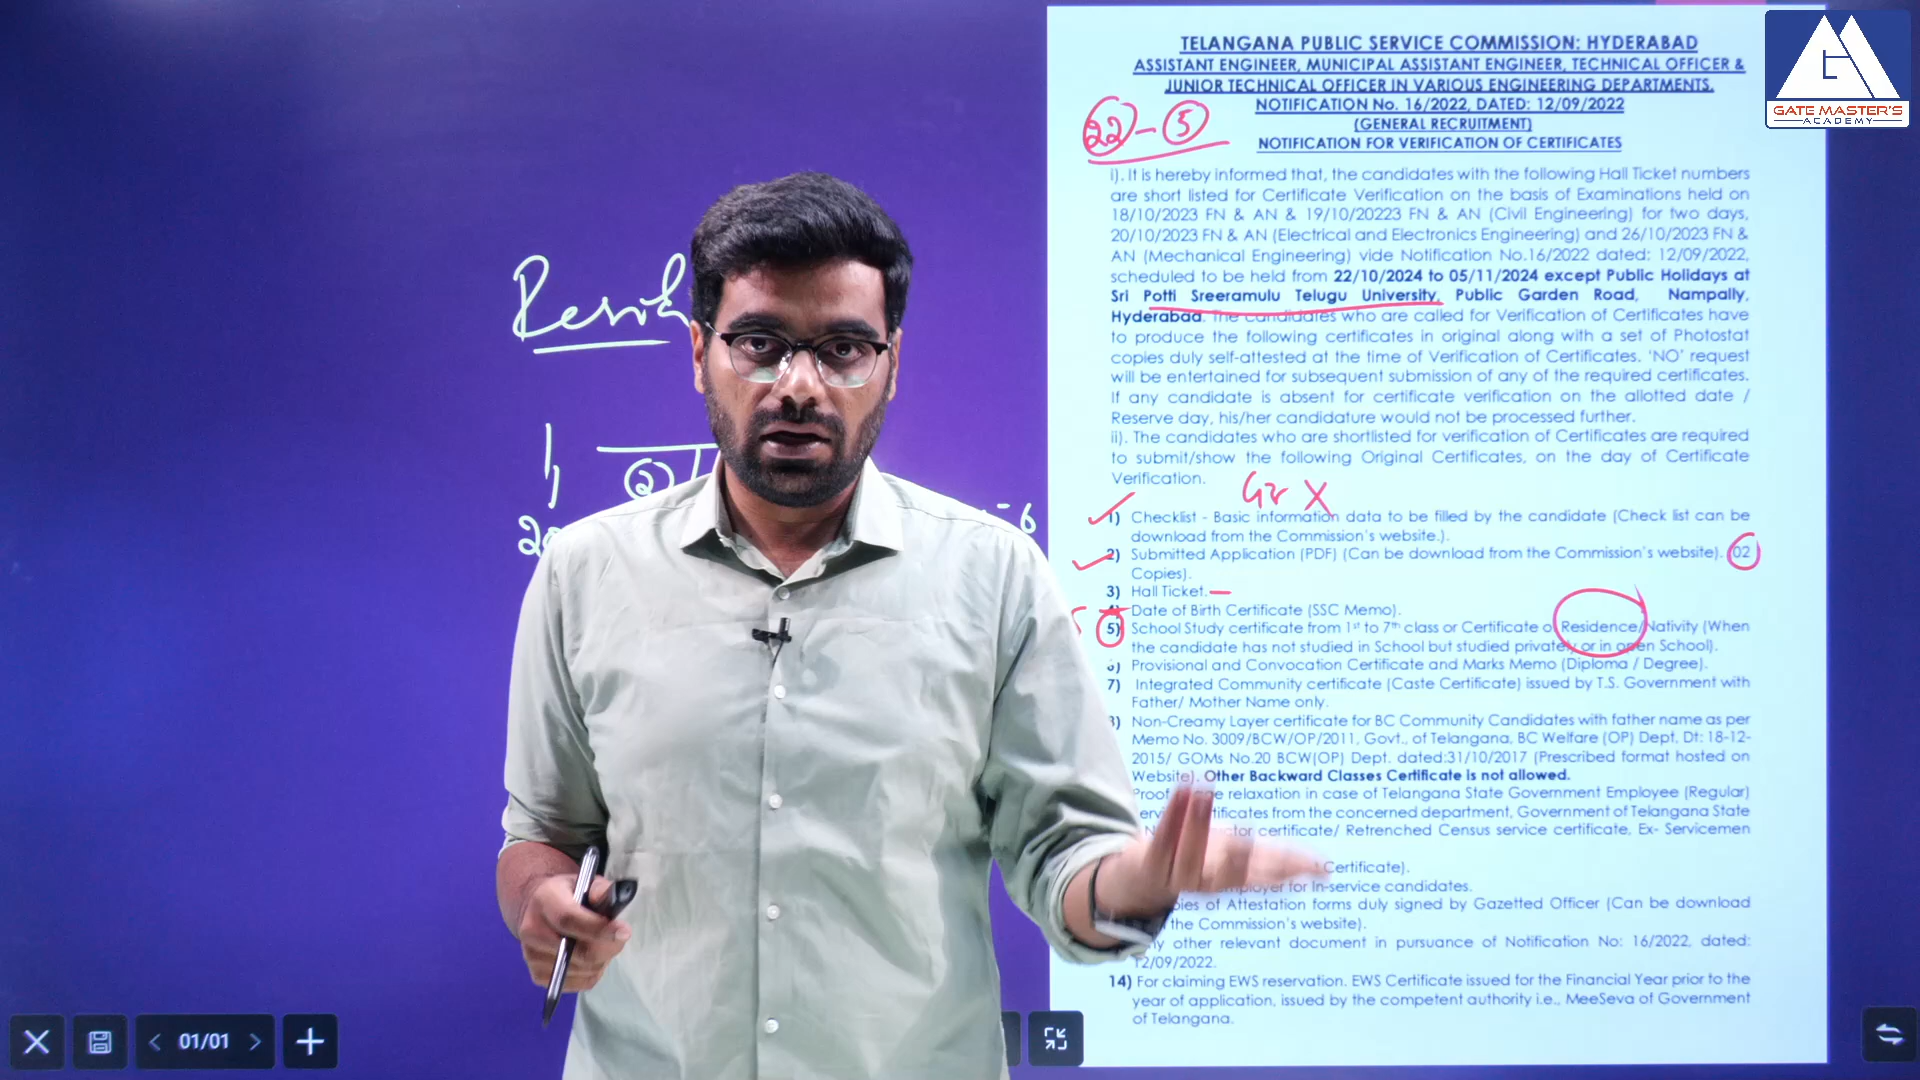 TELANGANA PUBLIC SERVICE COMMISSION: HYDERABAD
ASSISTANT ENGINEER, MUNICIPAL ASSISTANT ENGINEER, TECHNICAL OFFICER &
JUNIOR TECHNICAL OFFICER IN VARIOUS ENGINEERING DEPARTMENTS.
NOTIFICATION No. 16/2022, DATED: 12/09/2022
(GENERAL RECRUITMENT)
NOTIFICATION FOR VERIFICATION OF CERTIFICATES
22 - 5
GATE MASTER'S
ACADEMY
i). It is hereby informed that, the candidates with the following Hall Ticket numbers
are short listed for Certificate Verification on the basis of Examinations held on
18/10/2023 FN & AN & 19/10/20223 FN & AN (Civil Engineering) for two days,
20/10/2023 FN & AN (Electrical and Electronics Engineering) and 26/10/2023 FN &
AN (Mechanical Engineering) vide Notification No.16/2022 dated: 12/09/2022,
scheduled to be held from 22/10/2024 to 05/11/2024 except Public Holidays at
Sri Potti Sreeramulu Telugu University, Public Garden Road, Nampally,
Hyderabad. The candidates who are called for Verification of Certificates have
to produce the following certificates in original along with a set of Photostat
copies duly self-attested at the time of Verification of Certificates. 'NO' request
will be entertained for subsequent submission of any of the required certificates.
If any candidate is absent for certificate verification on the allotted date /
Reserve day, his/her candidature would not be processed further.
ii). The candidates who are shortlisted for verification of Certificates are required
to submit/show the following Original Certificates, on the day of Certificate
Verification.
1) Checklist - Basic information data to be filled by the candidate (Check list can be
download from the Commission's website.).
2) Submitted Application (PDF) (Can be download from the Commission's website). (02
Copies).
3) Hall Ticket.
4) Date of Birth Certificate (SSC Memo).
5) School Study certificate from 1st to 7th class or Certificate of Residence/Nativity (When
the candidate has not studied in School but studied privately or in open School).
6) Provisional and Convocation Certificate and Marks Memo (Diploma / Degree).
7) Integrated Community certificate (Caste Certificate) issued by T.S. Government with
Father/ Mother Name only.
8) Non-Creamy Layer certificate for BC Community Candidates with father name as per
Memo No. 3009/BCW/OP/2011, Govt., of Telangana, BC Welfare (OP) Dept, Dt: 18-12-
2015/ GOMs No.20 BCW(OP) Dept. dated:31/10/2017 (Prescribed format hosted on
Website). Other Backward Classes Certificate is not allowed.
Proof relaxation in case of Telangana State Government Employee (Regular)
certificates from the concerned department, Government of Telangana State
certificate/ Retrenched Census service certificate, Ex- Servicemen
Certificate).
employer for In-service candidates.
of Attestation forms duly signed by Gazetted Officer (Can be download
the Commission's website).
other relevant document in pursuance of Notification No: 16/2022, dated:
12/09/2022.
14) For claiming EWS reservation, EWS Certificate issued for the Financial Year prior to the
year of application, issued by the competent authority i.e., MeeSeva of Government
of Telangana.
01/01